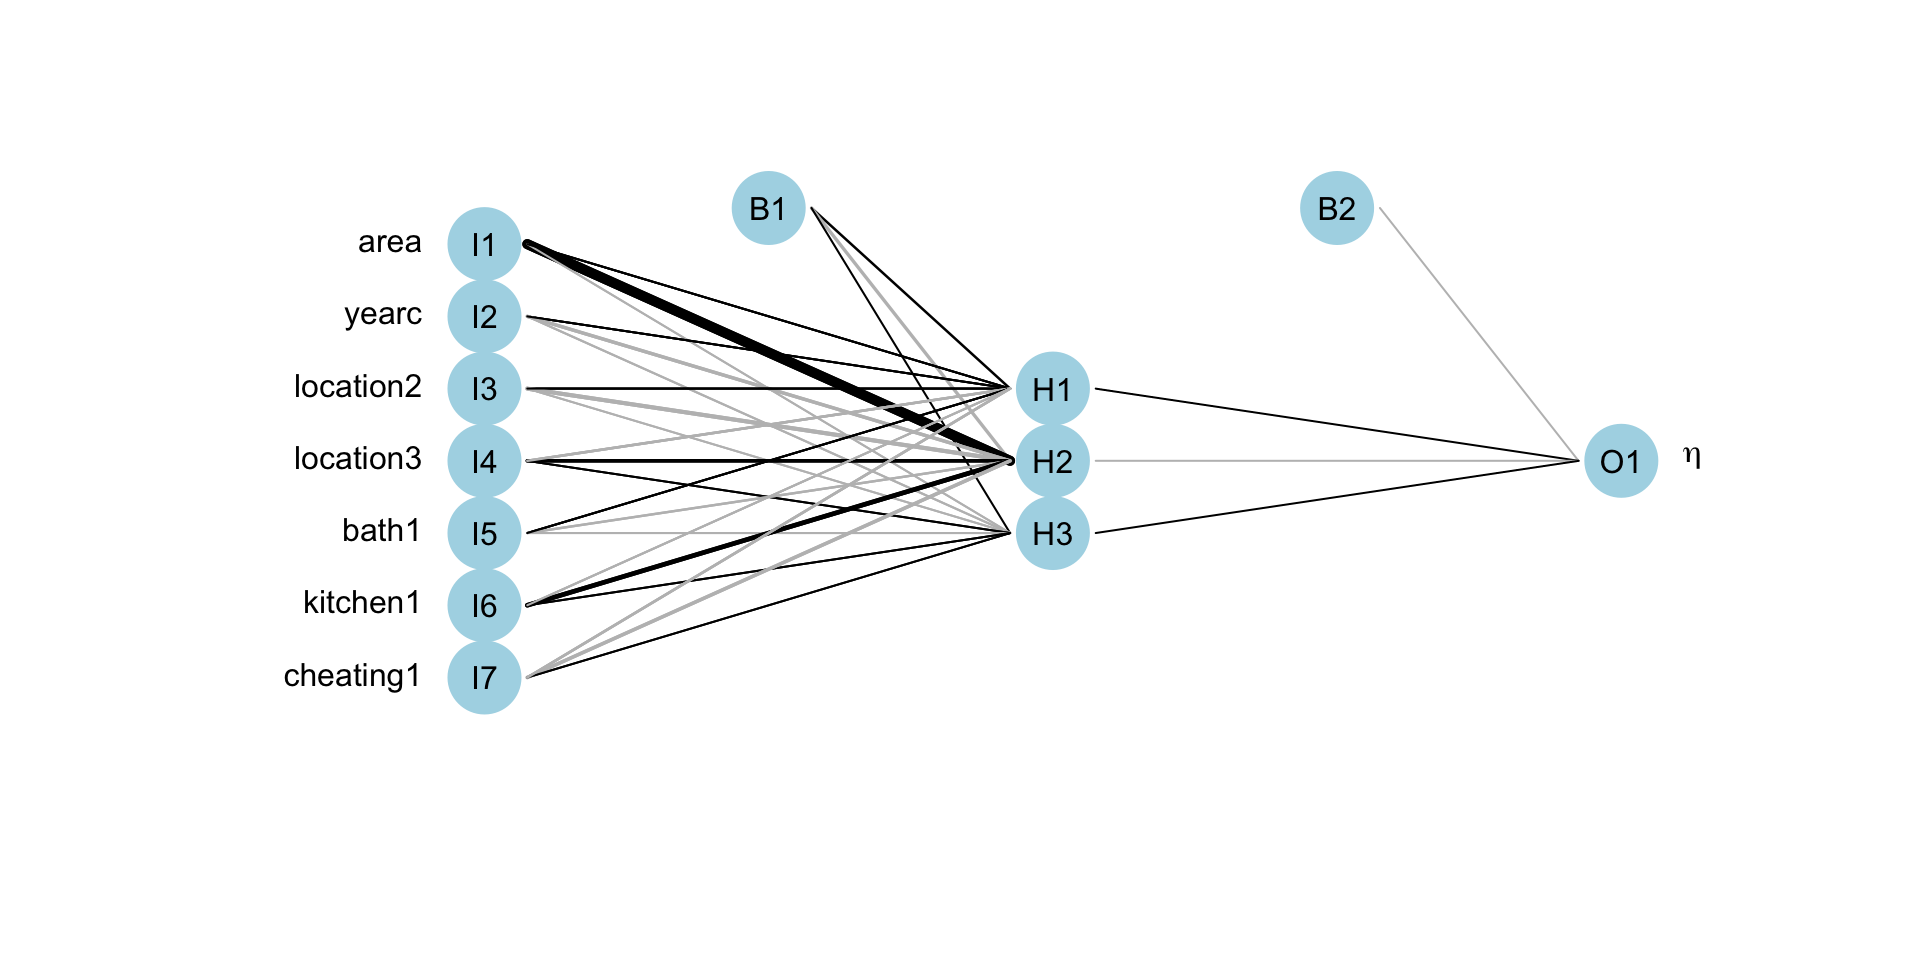 B1
B2
area I1
yearc I2
location2 I3 H1
location3 I4 H2 O1 η
bath1 I5 H3
kitchen1 I6
cheating1 I7